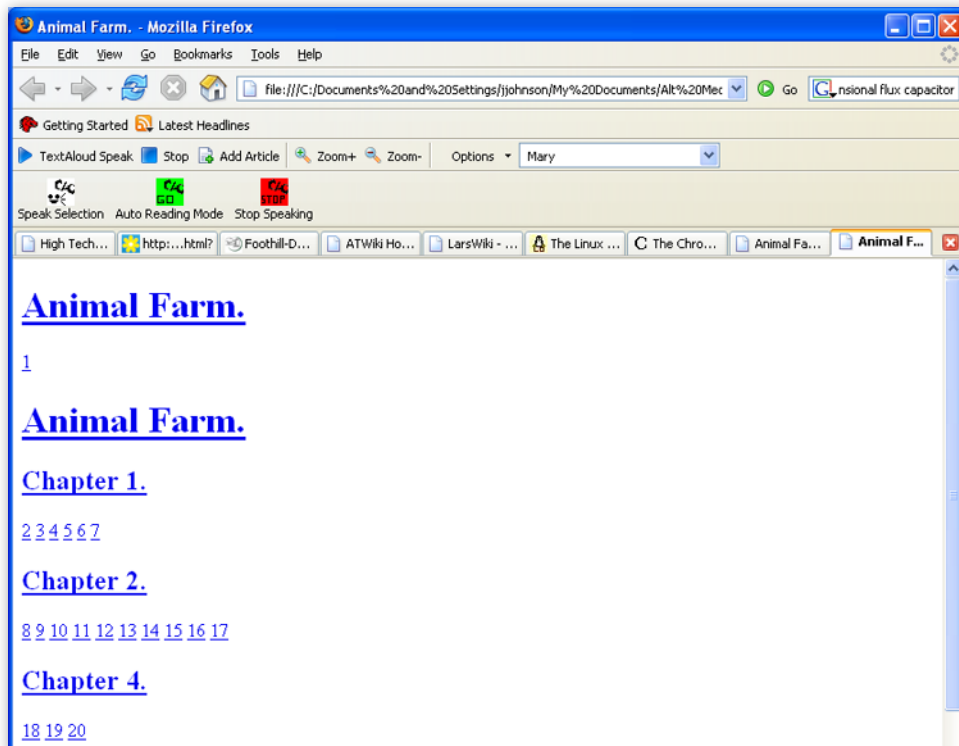 Animal Farm. - Mozilla Firefox
File Edit View Go Bookmarks Tools Help
file:///C:/Documents%20and%20Settings/jjohnson/My%20Documents/Alt%20Mec Go G nsional flux capacitor
Getting Started Latest Headlines
TextAloud Speak Stop Add Article Zoom+ Zoom- Options Mary
C/C C/C GO C/C STOP
Speak Selection Auto Reading Mode Stop Speaking
High Tech... http:...html? Foothill-D... ATWiki Ho... LarsWiki - ... The Linux ... C The Chro... Animal Fa... Animal F...
Animal Farm.
1
Animal Farm.
Chapter 1.
2 3 4 5 6 7
Chapter 2.
8 9 10 11 12 13 14 15 16 17
Chapter 4.
18 19 20